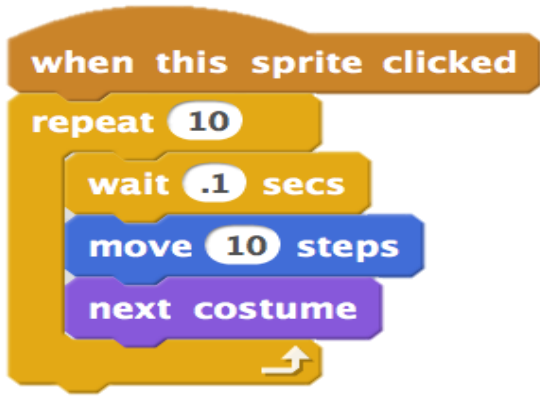 when this sprite clicked
repeat 10
wait .1 secs
move 10 steps
next costume